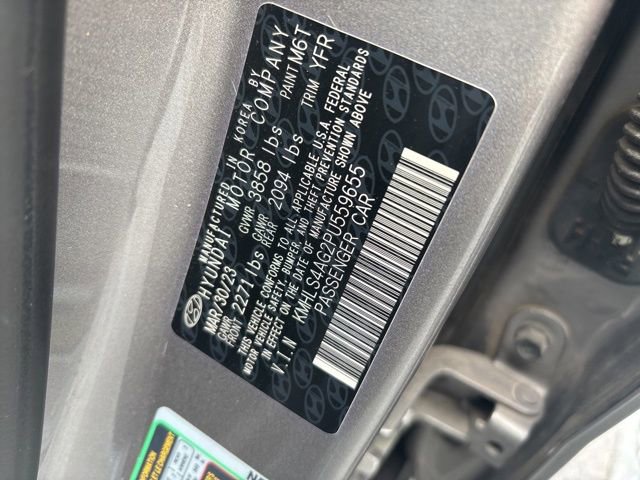 MANUFACTURED IN KOREA BY
HYUNDAI MOTOR COMPANY
MAR/30/23 GVWR 3858 lbs PAINT M6T
GAWR FRONT 2271 lbs GAWR REAR 2094 lbs TRIM YFR
THIS VEHICLE CONFORMS TO ALL APPLICABLE U.S.A. FEDERAL
MOTOR VEHICLE SAFETY, BUMPER, AND THEFT PREVENTION STANDARDS
IN EFFECT ON THE DATE OF MANUFACTURE SHOWN ABOVE
V.I.N KMHLS4AG2PU559655
PASSENGER CAR
INFORMATION